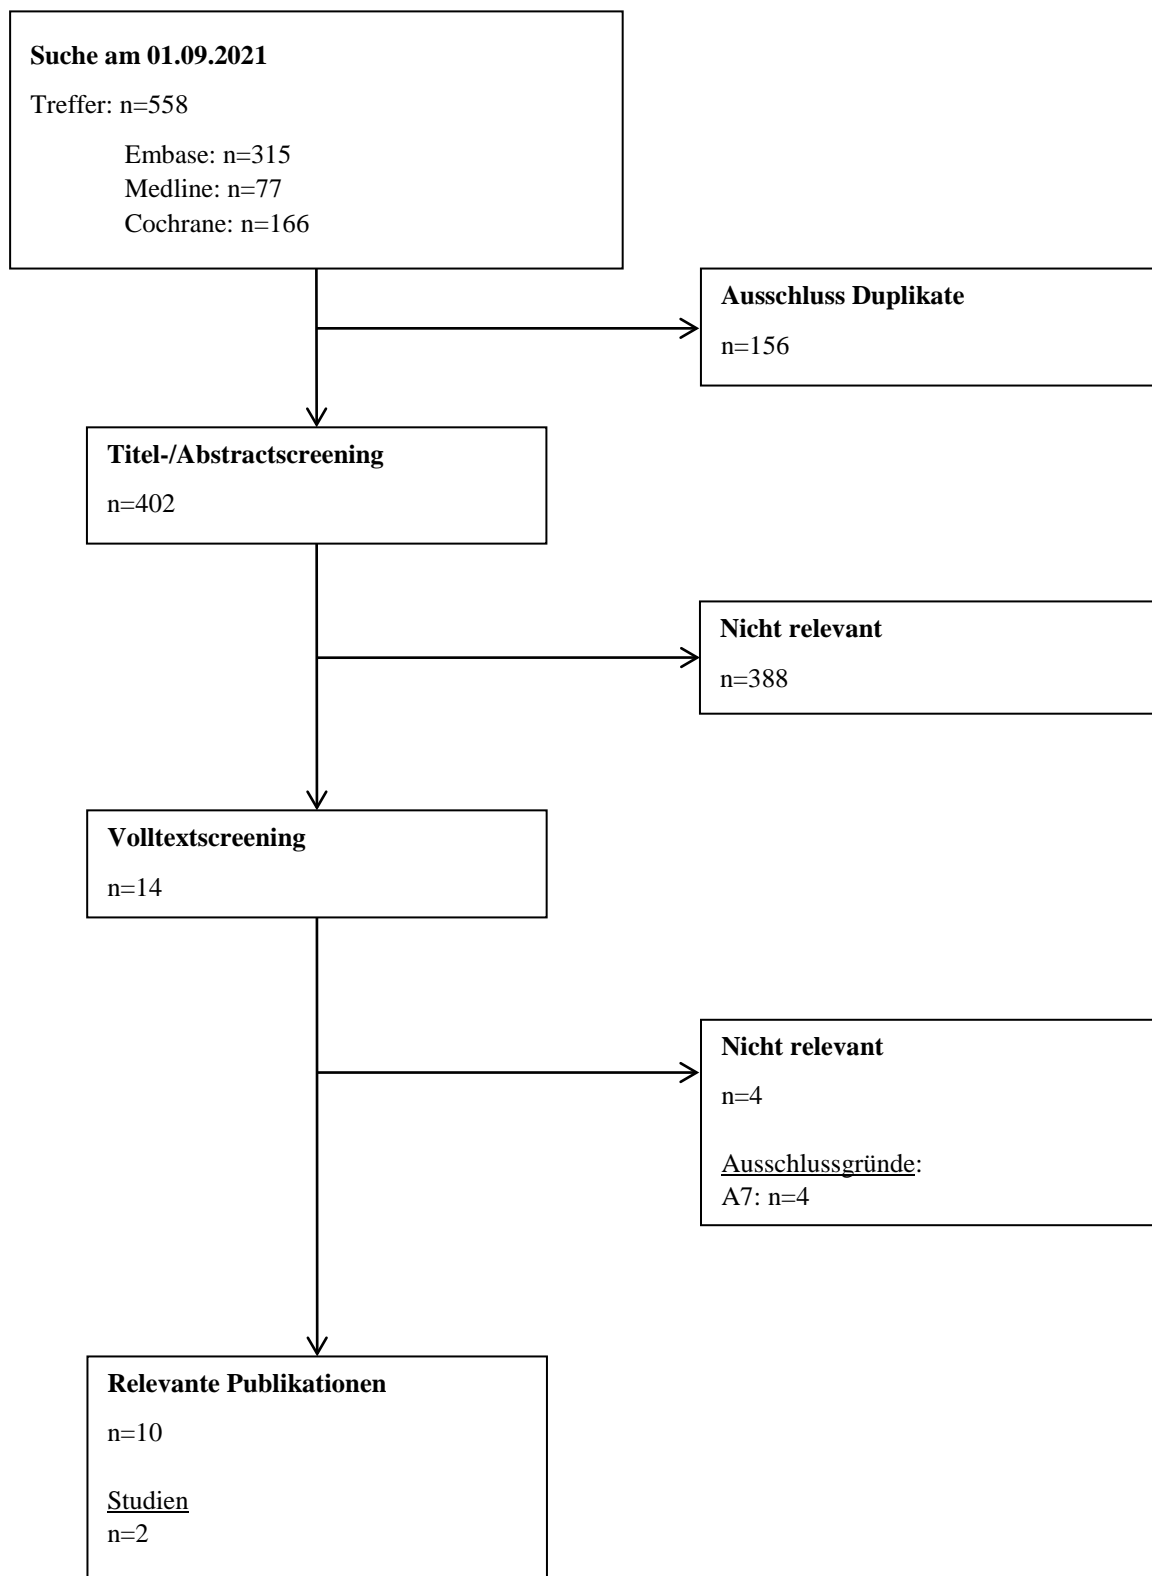 Suche am 01.09.2021
Treffer: n=558
Embase: n=315
Medline: n=77
Cochrane: n=166
Ausschluss Duplikate
n=156
Titel-/Abstractscreening
n=402
Nicht relevant
n=388
Volltextscreening
n=14
Nicht relevant
n=4
Ausschlussgründe:
A7: n=4
Relevante Publikationen
n=10
Studien
n=2